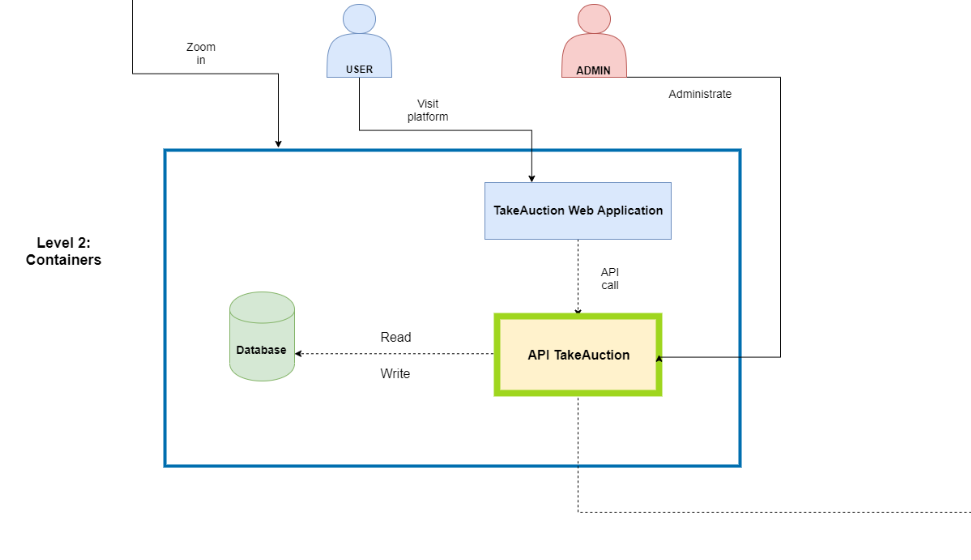 Zoom
in
USER
ADMIN
Administrate
Visit
platform
TakeAuction Web Application
Level 2:
Containers
API
call
Read
Database
API TakeAuction
Write